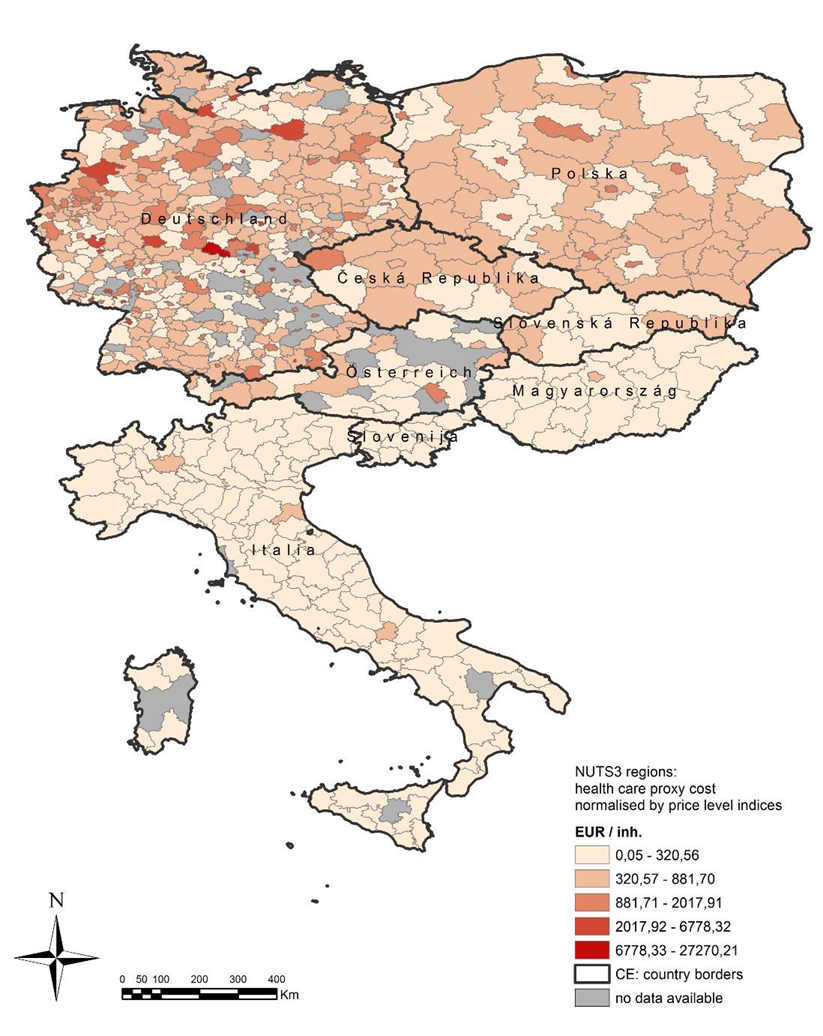 Polska
Deutschland
Česká Republika
Slovenská Republika
Österreich
Magyarország
Slovenija
Italia
NUTS3 regions:
health care proxy cost
normalised by price level indices
EUR / inh.
0,05 - 320,56
320,57 - 881,70
881,71 - 2017,91
2017,92 - 6778,32
6778,33 - 27270,21
CE: country borders
no data available
N
0 50 100 200 300 400
Km